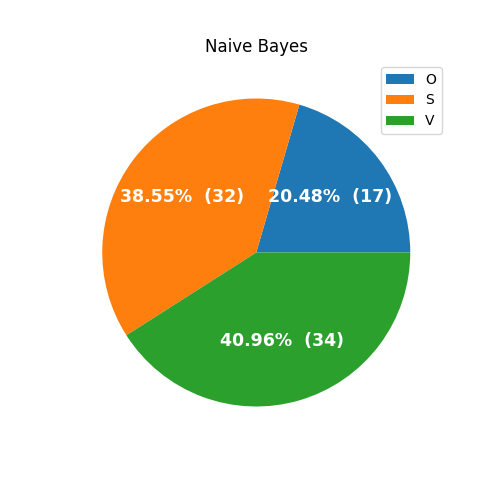 Naive Bayes
O
S
V
38.55%  (32)
20.48%  (17)
40.96%  (34)